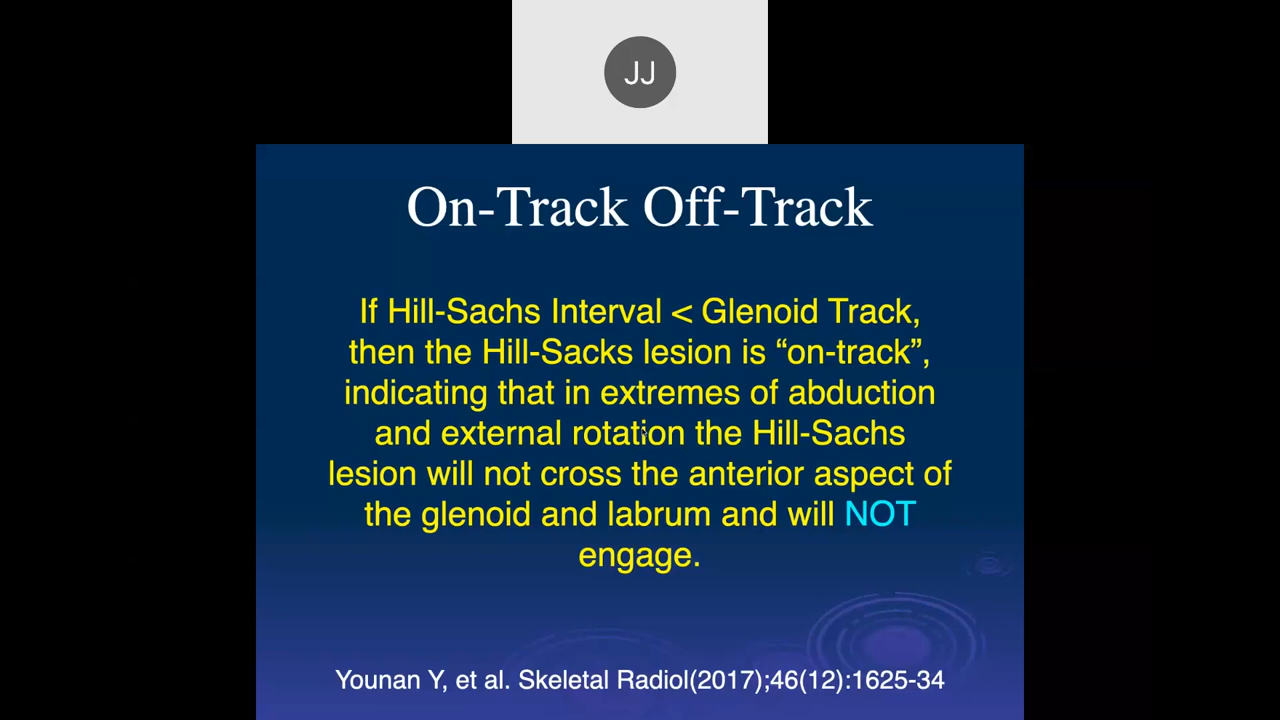 JJ
On-Track Off-Track
If Hill-Sachs Interval < Glenoid Track,
then the Hill-Sacks lesion is “on-track”,
indicating that in extremes of abduction
and external rotation the Hill-Sachs
lesion will not cross the anterior aspect of
the glenoid and labrum and will NOT
engage.
Younan Y, et al. Skeletal Radiol(2017);46(12):1625-34